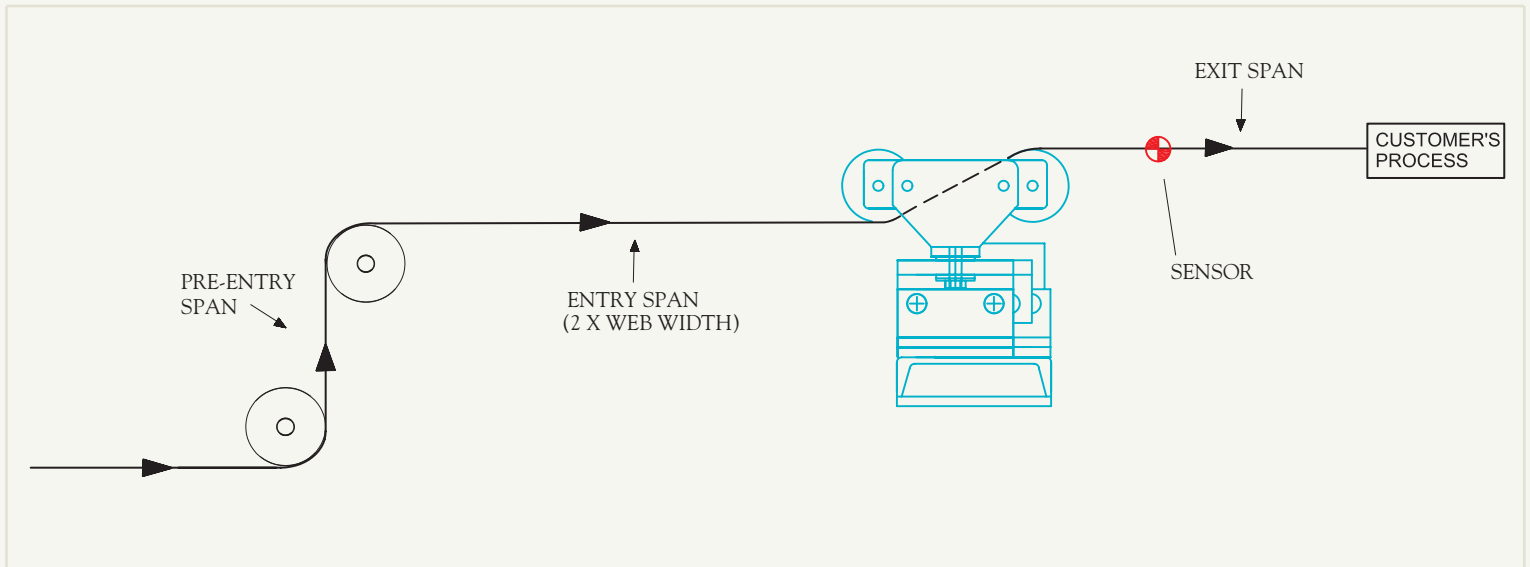 EXIT SPAN
CUSTOMER'S
PROCESS
SENSOR
PRE-ENTRY
SPAN
ENTRY SPAN
(2 X WEB WIDTH)